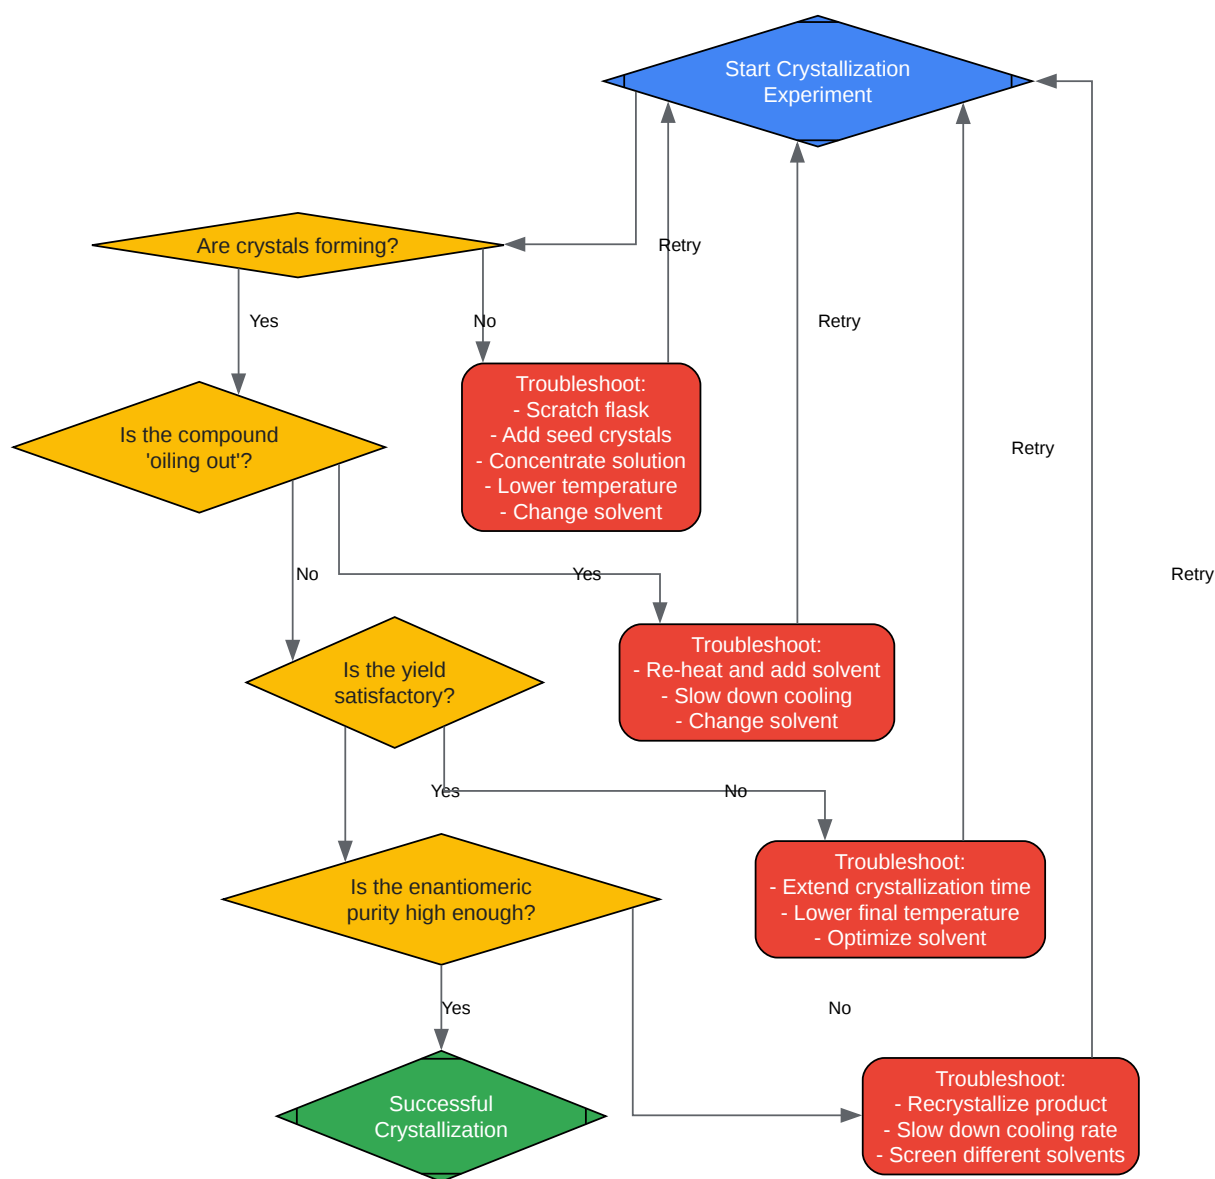 Start Crystallization
Experiment
Are crystals forming?
Retry
Yes
No
Retry
Troubleshoot:
- Scratch flask
- Add seed crystals
- Concentrate solution
- Lower temperature
- Change solvent
Is the compound
'oiling out'?
Retry
No
Yes
Retry
Troubleshoot:
- Re-heat and add solvent
- Slow down cooling
- Change solvent
Is the yield
satisfactory?
Yes
No
Troubleshoot:
- Extend crystallization time
- Lower final temperature
- Optimize solvent
Is the enantiomeric
purity high enough?
Yes
No
Troubleshoot:
- Recrystallize product
- Slow down cooling rate
- Screen different solvents
Successful
Crystallization